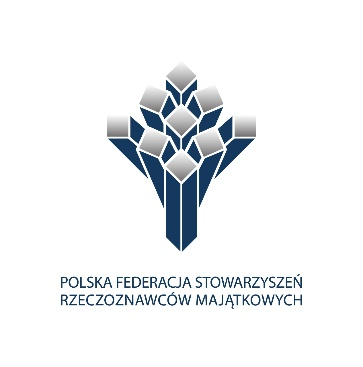 POLSKA FEDERACJA STOWARZYSZEŃ
RZECZOZNAWCÓW MAJĄTKOWYCH